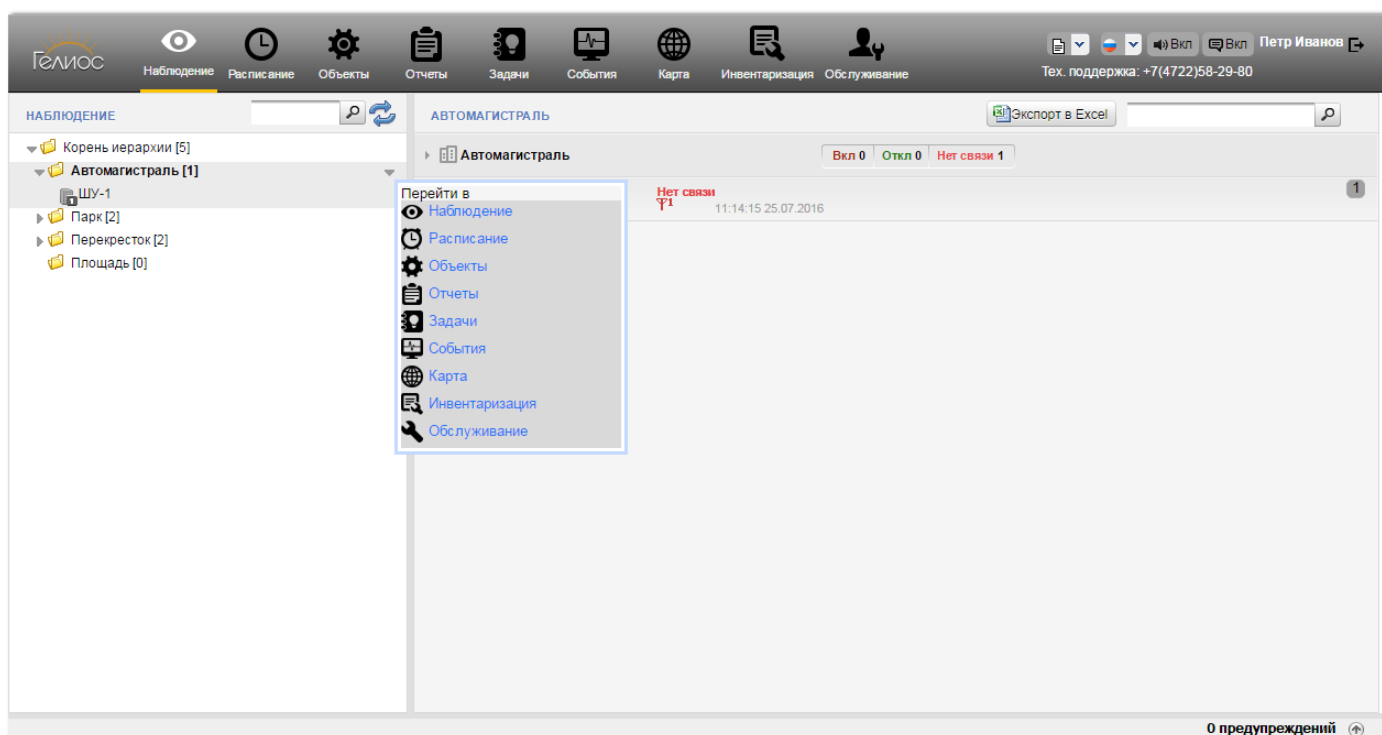 Гелиос
Наблюдение Расписание Объекты Отчеты Задачи События Карта Инвентаризация Обслуживание
Вкл Вкл Петр Иванов
Тех. поддержка: +7(4722)58-29-80
НАБЛЮДЕНИЕ
АВТОМАГИСТРАЛЬ
Экспорт в Excel
Корень иерархии [5]
Автомагистраль [1]
1 ШУ-1
Парк [2]
Перекресток [2]
Площадь [0]
Автомагистраль Вкл 0 Откл 0 Нет связи 1
Перейти в
Наблюдение
Расписание
Объекты
Отчеты
Задачи
События
Карта
Инвентаризация
Обслуживание
Нет связи
1 11:14:15 25.07.2016
1
0 предупреждений